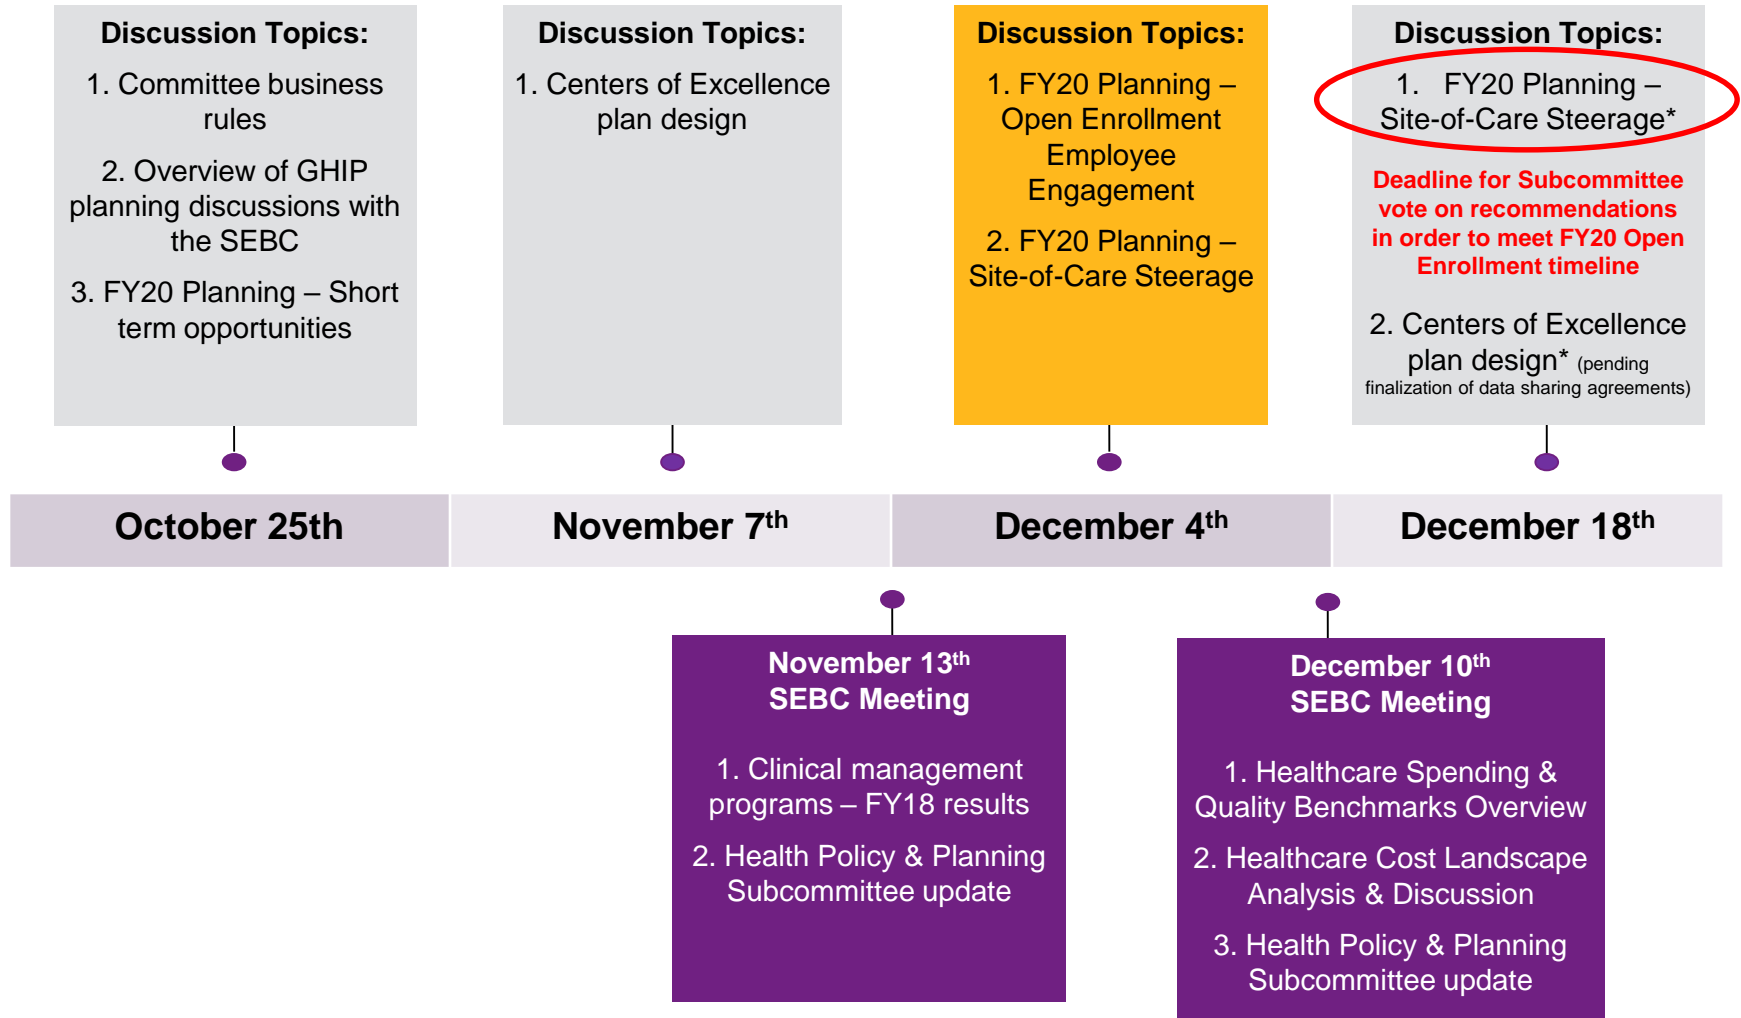 Discussion Topics:
1. Committee business
rules
2. Overview of GHIP
planning discussions with
the SEBC
3. FY20 Planning – Short
term opportunities
Discussion Topics:
1. Centers of Excellence
plan design
Discussion Topics:
1. FY20 Planning –
Open Enrollment
Employee
Engagement
2. FY20 Planning –
Site-of-Care Steerage
Discussion Topics:
1. FY20 Planning –
Site-of-Care Steerage*
Deadline for Subcommittee
vote on recommendations
in order to meet FY20 Open
Enrollment timeline
2. Centers of Excellence
plan design* (pending
finalization of data sharing agreements)
October 25th
November 7th
December 4th
December 18th
November 13th
SEBC Meeting
1. Clinical management
programs – FY18 results
2. Health Policy & Planning
Subcommittee update
December 10th
SEBC Meeting
1. Healthcare Spending &
Quality Benchmarks Overview
2. Healthcare Cost Landscape
Analysis & Discussion
3. Health Policy & Planning
Subcommittee update